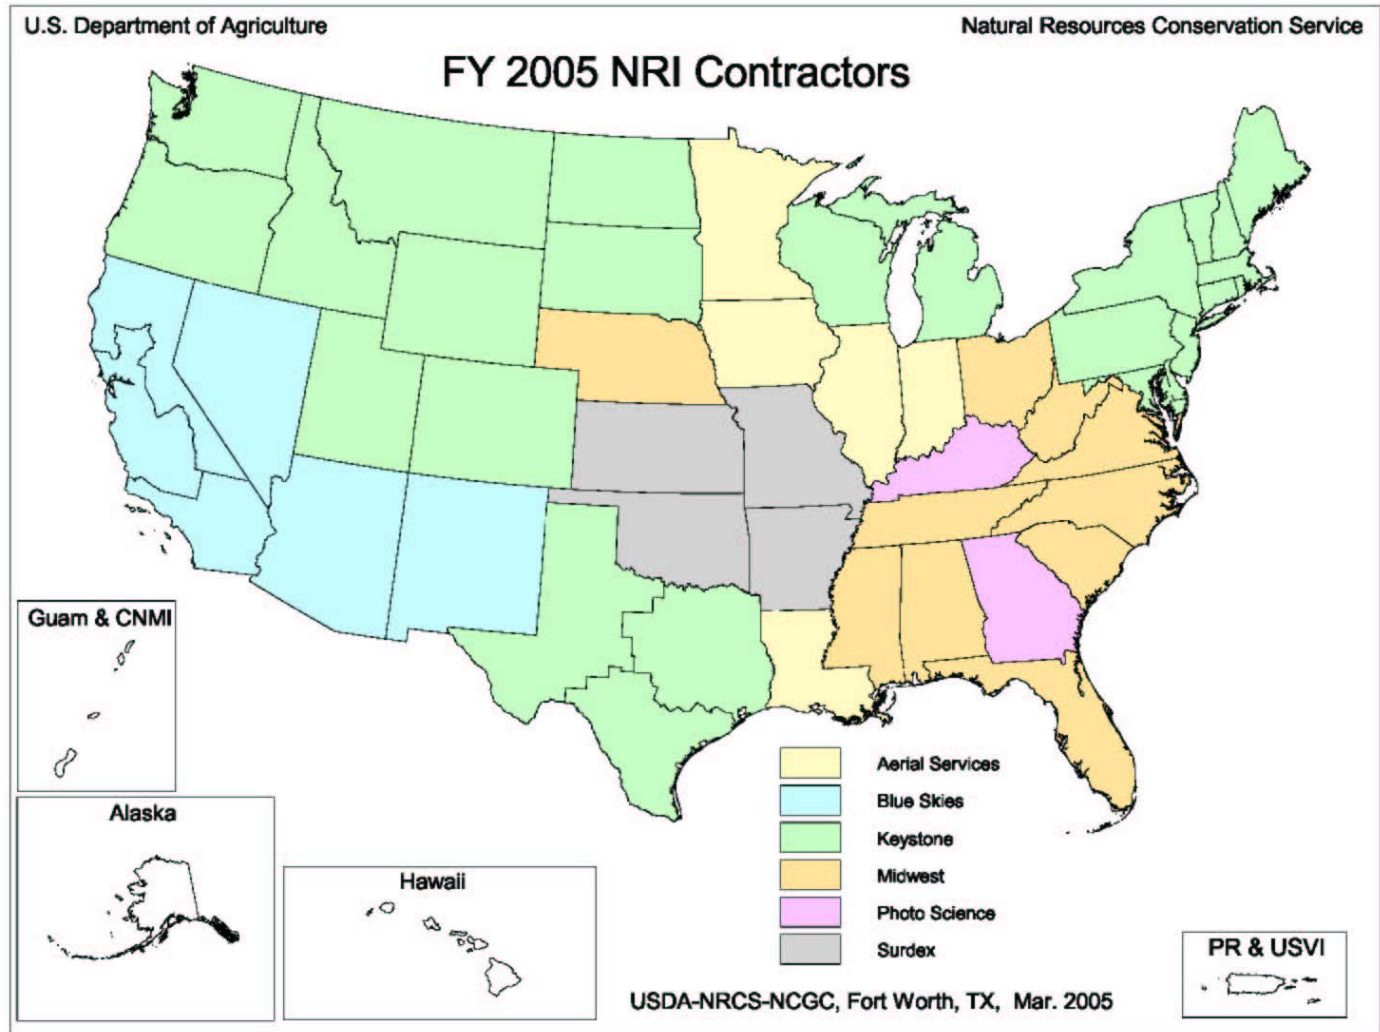 U.S. Department of Agriculture
Natural Resources Conservation Service
FY 2005 NRI Contractors
Guam & CNMI
Alaska
Hawaii
Aerial Services
Blue Skies
Keystone
Midwest
Photo Science
Surdex
PR & USVI
USDA-NRCS-NCGC, Fort Worth, TX, Mar. 2005